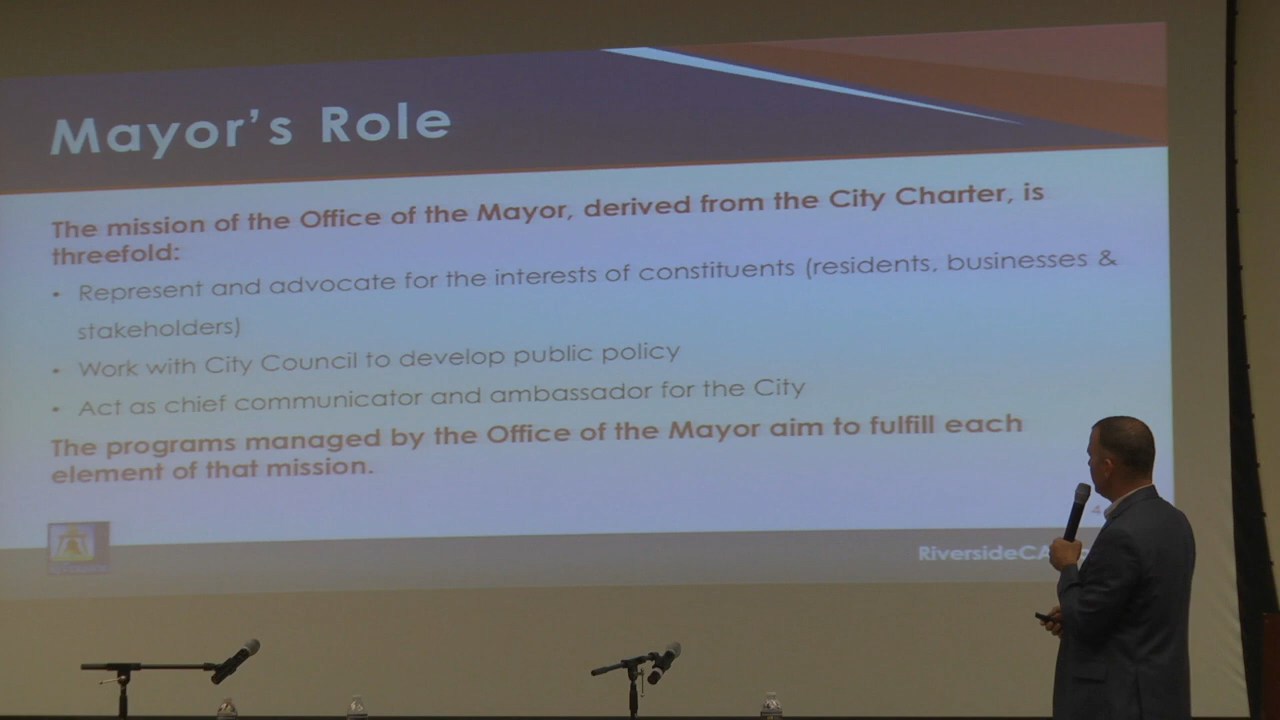 Mayor's Role
The mission of the Office of the Mayor, derived from the City Charter, is
threefold:
• Represent and advocate for the interests of constituents (residents, businesses &
stakeholders)
• Work with City Council to develop public policy
• Act as chief communicator and ambassador for the City
The programs managed by the Office of the Mayor aim to fulfill each
element of that mission.
4